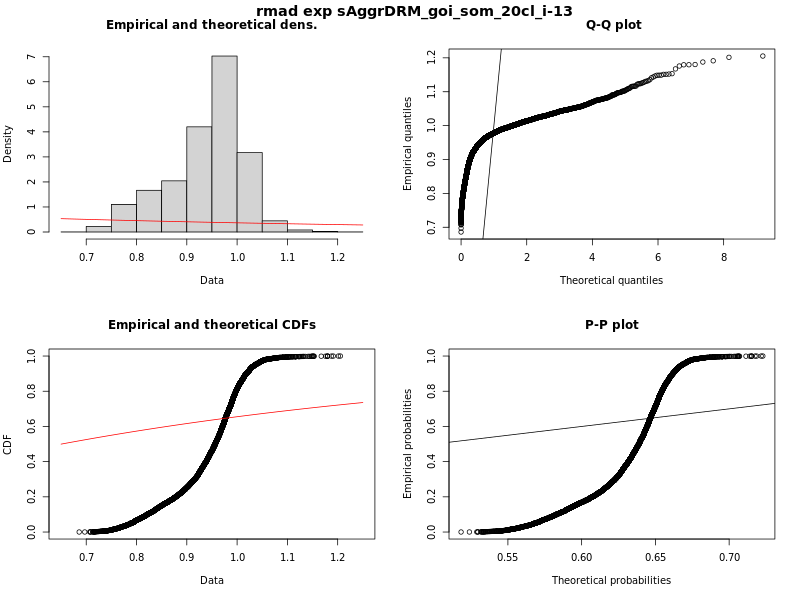 rmad exp sAggrDRM_goi_som_20cl_i-13
Empirical and theoretical dens.
Density
0 1 2 3 4 5 6 7
0.7 0.8 0.9 1.0 1.1 1.2
Data
Q-Q plot
Empirical quantiles
0.7 0.8 0.9 1.0 1.1 1.2
0 2 4 6 8
Theoretical quantiles
Empirical and theoretical CDFs
CDF
0.0 0.2 0.4 0.6 0.8 1.0
0.7 0.8 0.9 1.0 1.1 1.2
Data
P-P plot
Empirical probabilities
0.0 0.2 0.4 0.6 0.8 1.0
0.55 0.60 0.65 0.70
Theoretical probabilities